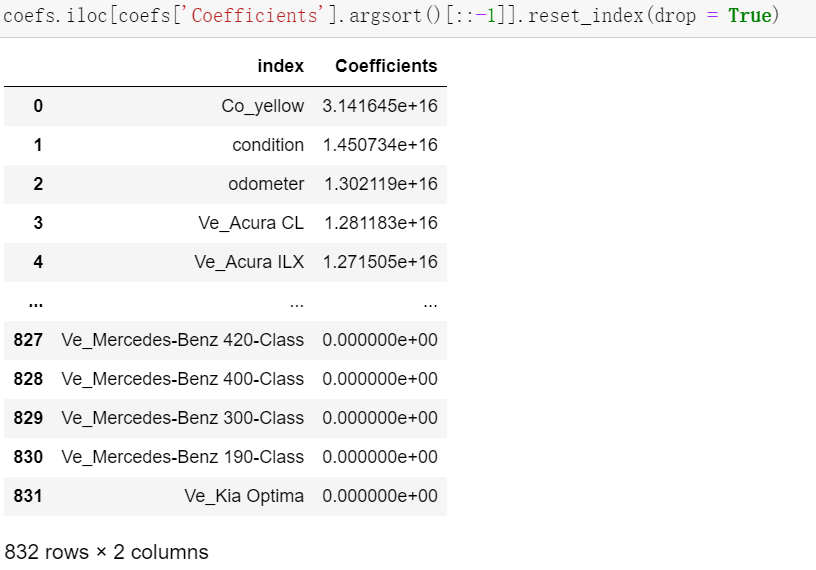 coefs.iloc[coefs['Coefficients'].argsort()[::-1]].reset_index(drop = True)
index Coefficients
0 Co_yellow 3.141645e+16
1 condition 1.450734e+16
2 odometer 1.302119e+16
3 Ve_Acura CL 1.281183e+16
4 Ve_Acura ILX 1.271505e+16
... ... ...
827 Ve_Mercedes-Benz 420-Class 0.000000e+00
828 Ve_Mercedes-Benz 400-Class 0.000000e+00
829 Ve_Mercedes-Benz 300-Class 0.000000e+00
830 Ve_Mercedes-Benz 190-Class 0.000000e+00
831 Ve_Kia Optima 0.000000e+00
832 rows × 2 columns